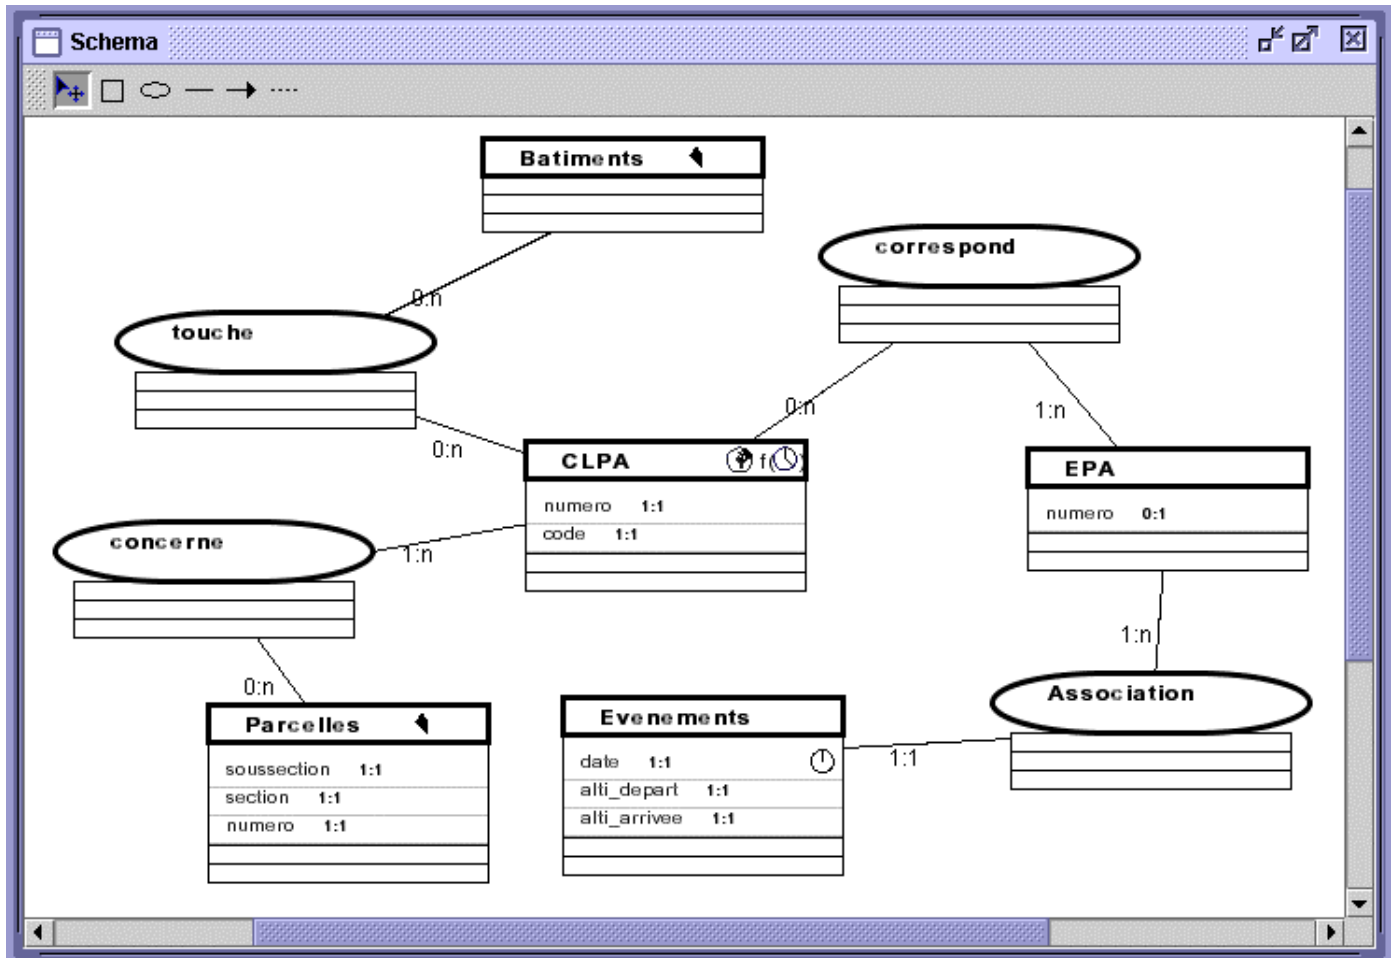 Schema
Batiments
correspond
0:n
touche
0:n
1:n
0:n
CLPA f( )
EPA
numero 1:1
numero 0:1
code 1:1
concerne
1:n
1:n
0:n
Association
Parcelles
Evenements
1:1
soussection 1:1
date 1:1
section 1:1
alti_depart 1:1
numero 1:1
alti_arrivee 1:1